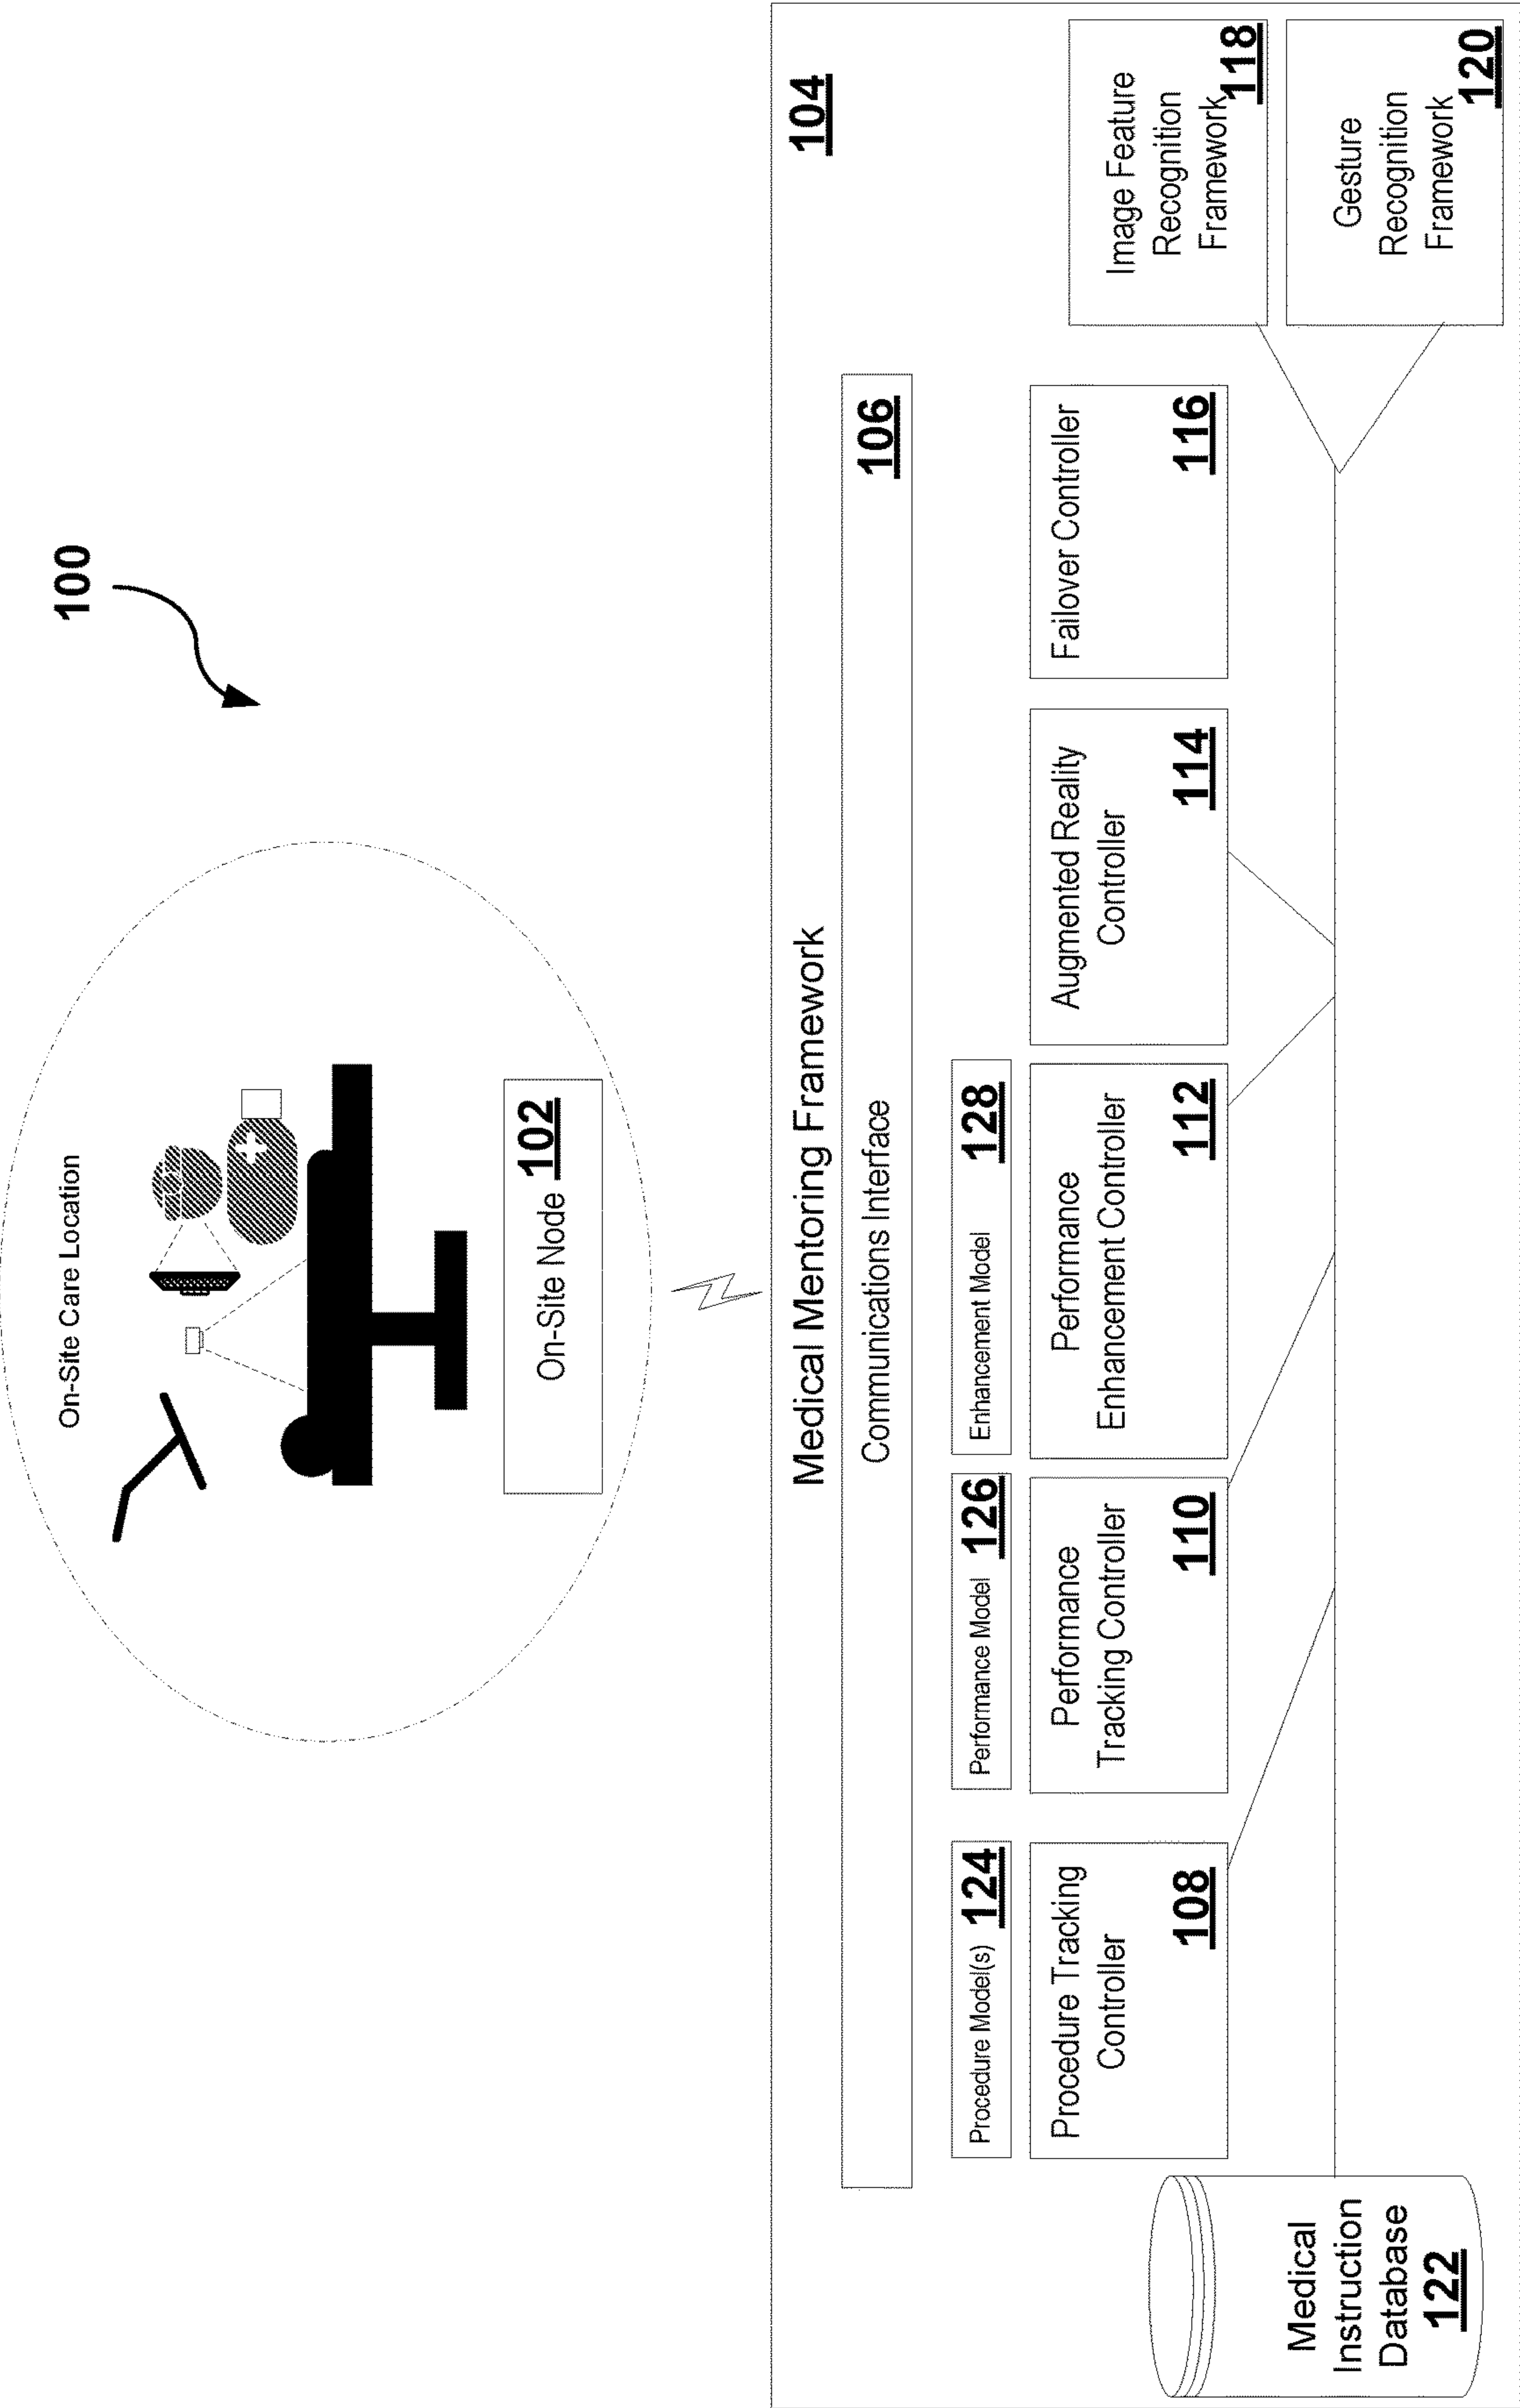 100
On-Site Care Location
On-Site Node 102
Medical Mentoring Framework
104
Communications Interface
106
Procedure Model(s) 124
Performance Model 126
Enhancement Model 128
Procedure Tracking
Controller
108
Performance
Tracking Controller
110
Performance
Enhancement Controller
112
Augmented Reality
Controller
114
Failover Controller
116
Image Feature
Recognition
Framework
118
Gesture
Recognition
Framework
120
Medical
Instruction
Database
122